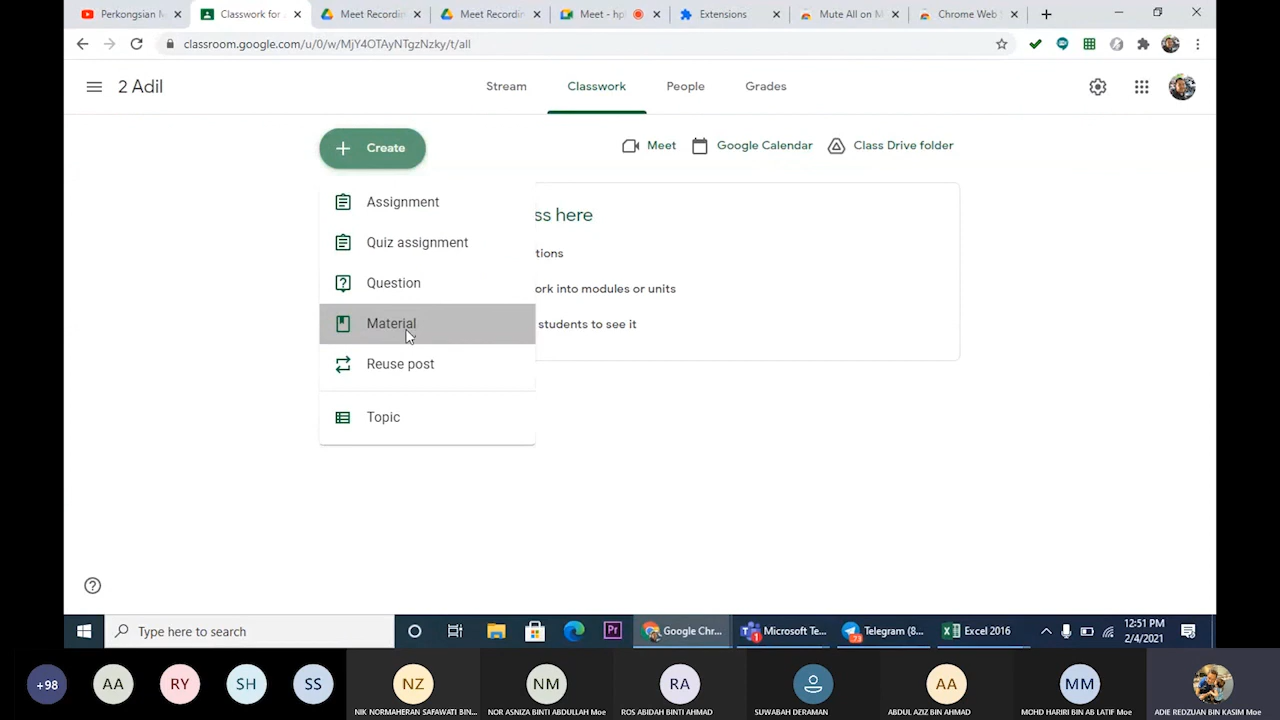 Perkongsian M
Classwork for A
Meet Recordin
Meet Recordin
Meet - hp
Extensions
Mute All on M
Chrome Web S
classroom.google.com/u/0/w/MjY4OTAyNTgzNzky/t/all
2 Adil
Stream
Classwork
People
Grades
Create
Meet
Google Calendar
Class Drive folder
Assignment
Quiz assignment
Question
Material
Reuse post
Topic
ss here
tions
ork into modules or units
students to see it
Type here to search
Pr
Google Chr...
Microsoft Te...
Telegram (8...
Excel 2016
12:51 PM
2/4/2021
+98
AA
RY
SH
SS
NZ
NM
RA
AA
MM
NIK NORMAHERAN SAFAWATI BIN...
NOR ASNIZA BINTI ABDULLAH Moe
ROS ABIDAH BINTI AHMAD
SUWABAH DERAMAN
ABDUL AZIZ BIN AHMAD
MOHD HARIRI BIN AB LATIF Moe
ADIE REDZUAN BIN KASIM Moe